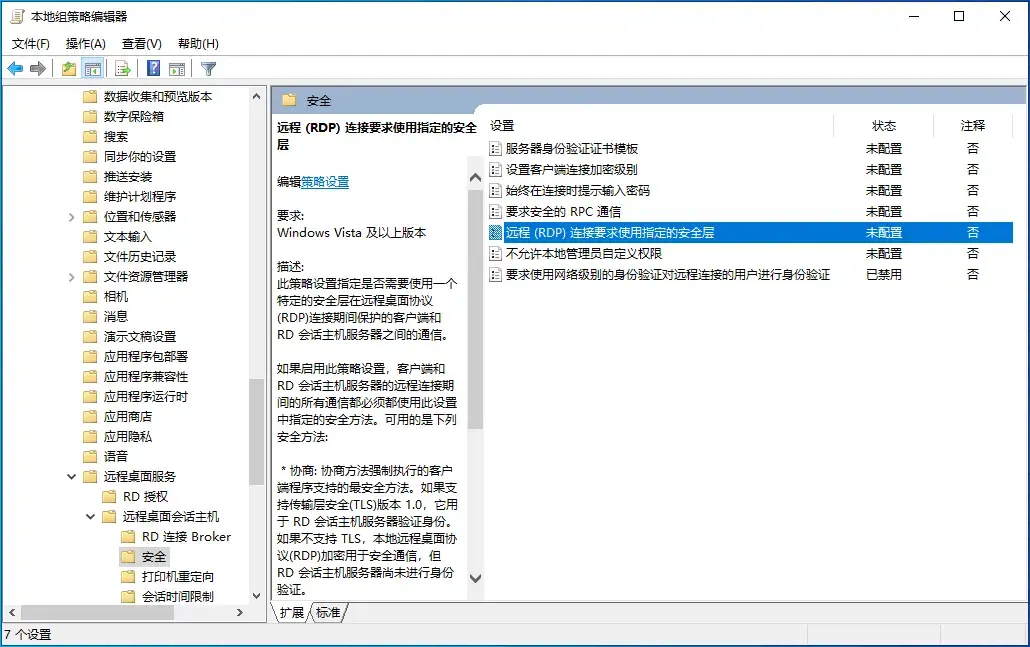 本地组策略编辑器
文件(F) 操作(A) 查看(V) 帮助(H)
数据收集和预览版本
数字保险箱
搜索
同步你的设置
推送安装
维护计划程序
位置和传感器
文本输入
文件历史记录
文件资源管理器
相机
消息
演示文稿设置
应用程序包部署
应用程序兼容性
应用程序运行时
应用商店
应用隐私
语音
远程桌面服务
RD 授权
远程桌面会话主机
RD 连接 Broker
安全
打印机重定向
会话时间限制
安全
远程 (RDP) 连接要求使用指定的安全
层
编辑策略设置
要求:
Windows Vista 及以上版本
描述:
此策略设置指定是否需要使用一个
特定的安全层在远程桌面协议
(RDP)连接期间保护的客户端和
RD 会话主机服务器之间的通信。
如果启用此策略设置，客户端和
RD 会话主机服务器的远程连接期
间的所有通信都必须都使用此设置
中指定的安全方法。可用的是下列
安全方法:
* 协商: 协商方法强制执行的客户
端程序支持的最安全方法。如果支
持传输层安全(TLS)版本 1.0，它用
于 RD 会话主机服务器验证身份。
如果不支持 TLS，本地远程桌面协
议(RDP)加密用于安全通信，但
RD 会话主机服务器尚未进行身份
验证。
设置 状态 注释
服务器身份验证证书模板 未配置 否
设置客户端连接加密级别 未配置 否
始终在连接时提示输入密码 未配置 否
要求安全的 RPC 通信 未配置 否
远程 (RDP) 连接要求使用指定的安全层 未配置 否
不允许本地管理员自定义权限 未配置 否
要求使用网络级别的身份验证对远程连接的用户进行身份验证 已禁用 否
扩展 标准
7 个设置